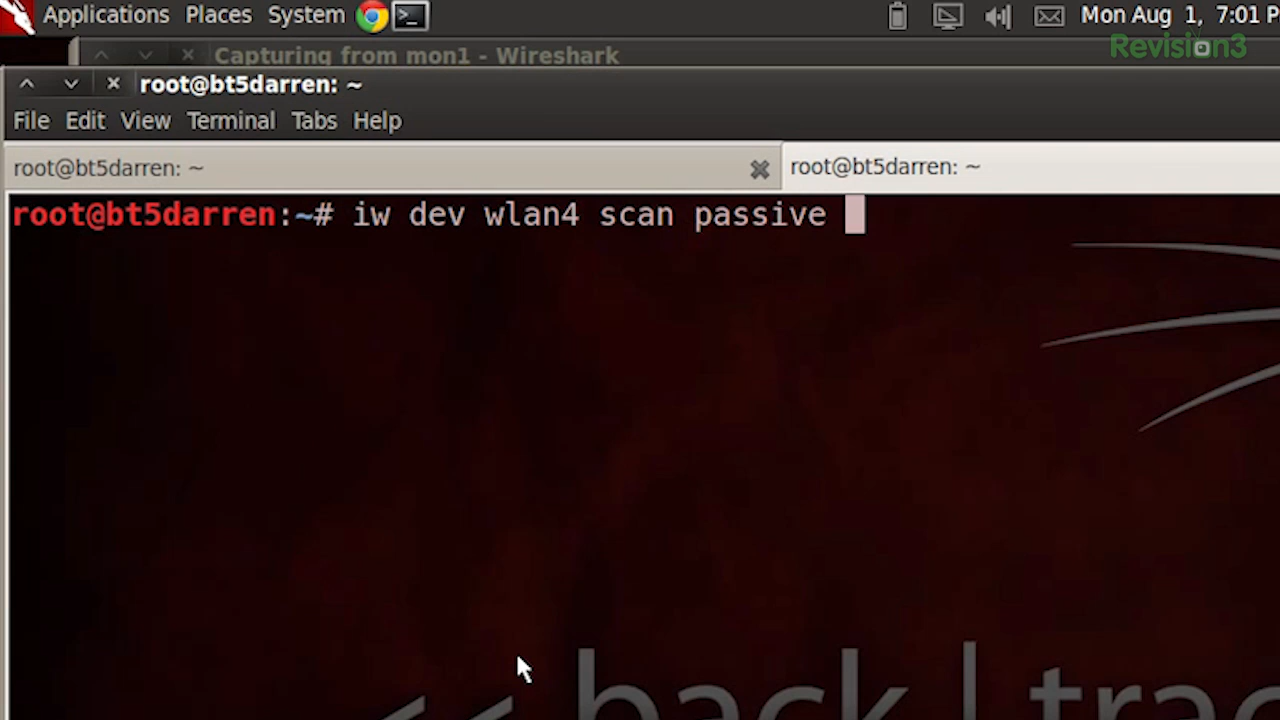 Applications Places System Mon Aug 1, 7:01 P
Revision3
Capturing from mon1 - Wireshark
root@bt5darren: ~
File Edit View Terminal Tabs Help
root@bt5darren: ~ root@bt5darren: ~
root@bt5darren:~# iw dev wlan4 scan passive
<< back | trac